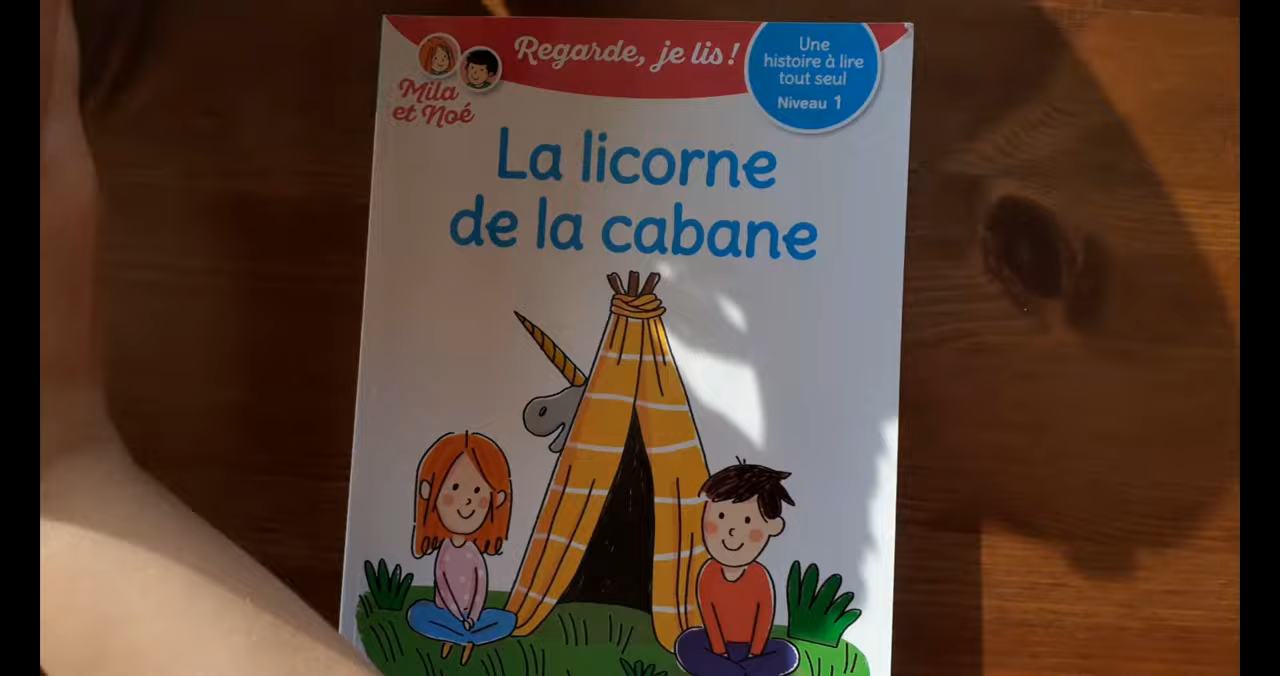 Regarde, je lis !
Une
histoire à lire
tout seul
Niveau 1
Mila
et Noé
La licorne
de la cabane